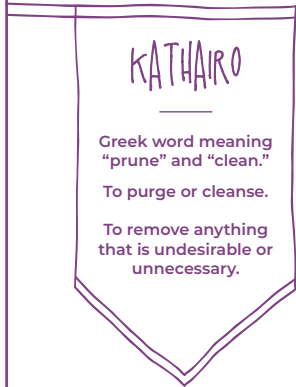 KATHAIRO
Greek word meaning
“prune” and “clean.”
To purge or cleanse.
To remove anything
that is undesirable or
unnecessary.